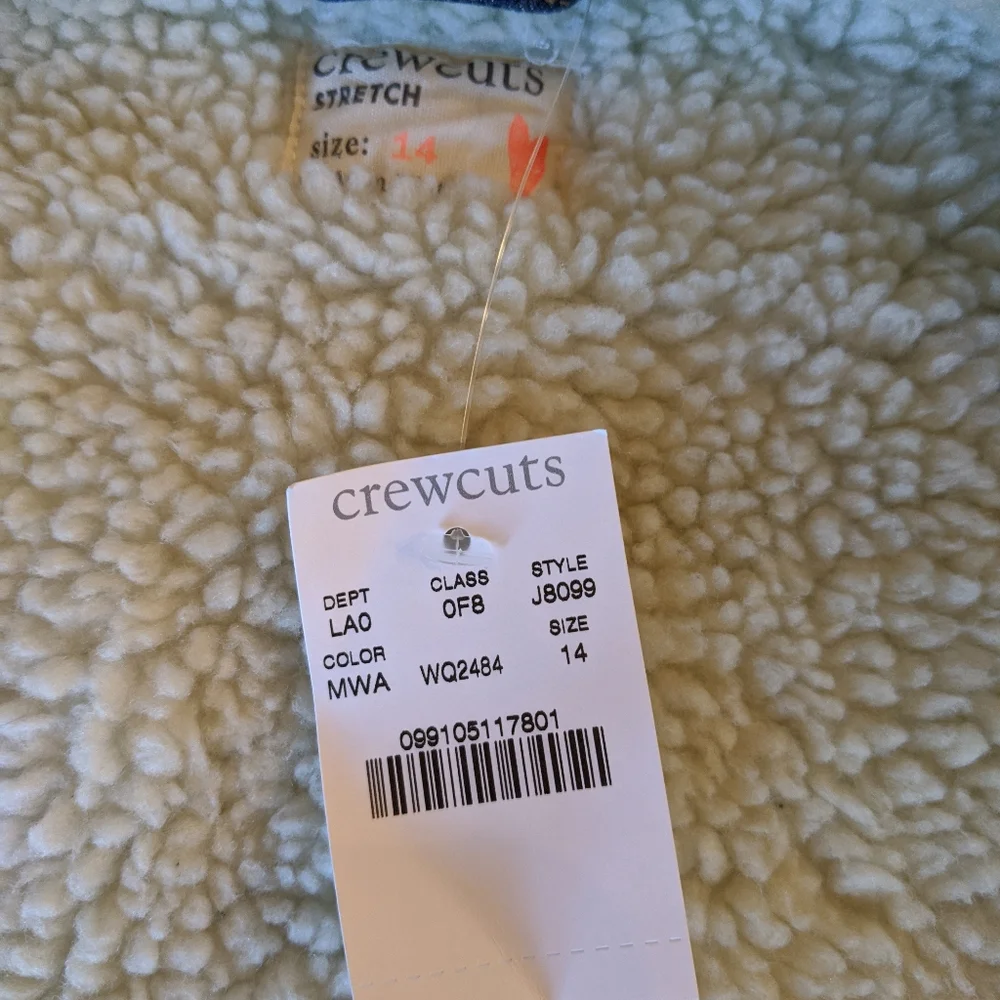 crewcuts
STRETCH
size: 14
crewcuts
DEPT CLASS STYLE
LA0 0F8 J8099
COLOR SIZE
MWA WQ2484 14
099105117801